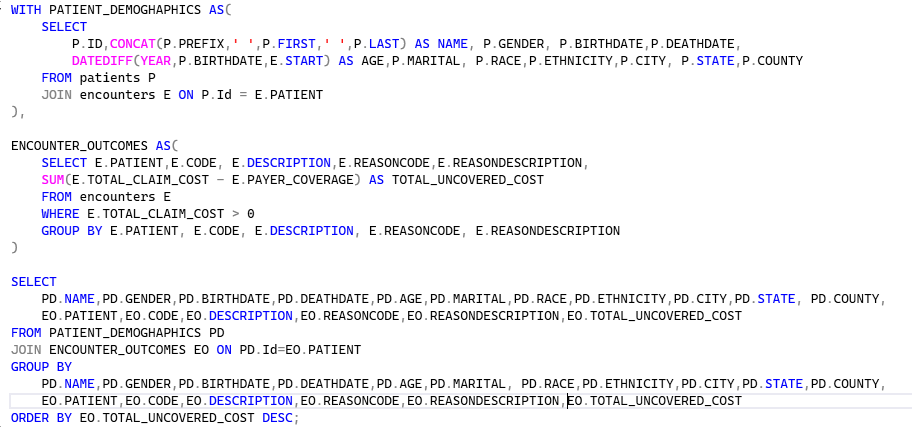 WITH PATIENT_DEMOGHAPHICS AS(
    SELECT
        P.ID,CONCAT(P.PREFIX,' ',P.FIRST,' ',P.LAST) AS NAME, P.GENDER, P.BIRTHDATE,P.DEATHDATE,
        DATEDIFF(YEAR,P.BIRTHDATE,E.START) AS AGE,P.MARITAL, P.RACE,P.ETHNICITY,P.CITY, P.STATE,P.COUNTY
    FROM patients P
    JOIN encounters E ON P.Id = E.PATIENT
),
ENCOUNTER_OUTCOMES AS(
    SELECT E.PATIENT,E.CODE, E.DESCRIPTION,E.REASONCODE,E.REASONDESCRIPTION,
    SUM(E.TOTAL_CLAIM_COST - E.PAYER_COVERAGE) AS TOTAL_UNCOVERED_COST
    FROM encounters E
    WHERE E.TOTAL_CLAIM_COST > 0
    GROUP BY E.PATIENT, E.CODE, E.DESCRIPTION, E.REASONCODE, E.REASONDESCRIPTION
)
SELECT
    PD.NAME,PD.GENDER,PD.BIRTHDATE,PD.DEATHDATE,PD.AGE,PD.MARITAL,PD.RACE,PD.ETHNICITY,PD.CITY,PD.STATE, PD.COUNTY,
    EO.PATIENT,EO.CODE,EO.DESCRIPTION,EO.REASONCODE,EO.REASONDESCRIPTION,EO.TOTAL_UNCOVERED_COST
FROM PATIENT_DEMOGHAPHICS PD
JOIN ENCOUNTER_OUTCOMES EO ON PD.Id=EO.PATIENT
GROUP BY
    PD.NAME,PD.GENDER,PD.BIRTHDATE,PD.DEATHDATE,PD.AGE,PD.MARITAL, PD.RACE,PD.ETHNICITY,PD.CITY,PD.STATE,PD.COUNTY,
    EO.PATIENT,EO.CODE,EO.DESCRIPTION,EO.REASONCODE,EO.REASONDESCRIPTION,EO.TOTAL_UNCOVERED_COST
ORDER BY EO.TOTAL_UNCOVERED_COST DESC;